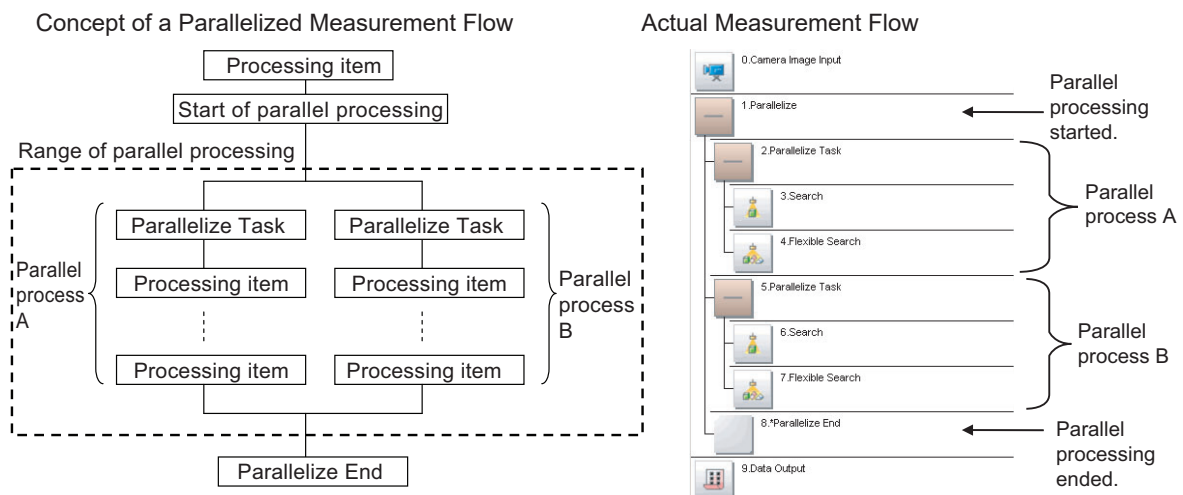 Concept of a Parallelized Measurement Flow
Processing item
Start of parallel processing
Range of parallel processing
Parallelize Task
Parallelize Task
Parallel
process
A
Processing item
Processing item
Parallel
process
B
Processing item
Processing item
Parallelize End
Actual Measurement Flow
0.Camera Image Input
1.Parallelize
Parallel
processing
started.
2.Parallelize Task
3.Search
4.Flexible Search
Parallel
process A
5.Parallelize Task
6.Search
7.Flexible Search
Parallel
process B
8.*Parallelize End
Parallel
processing
ended.
9.Data Output